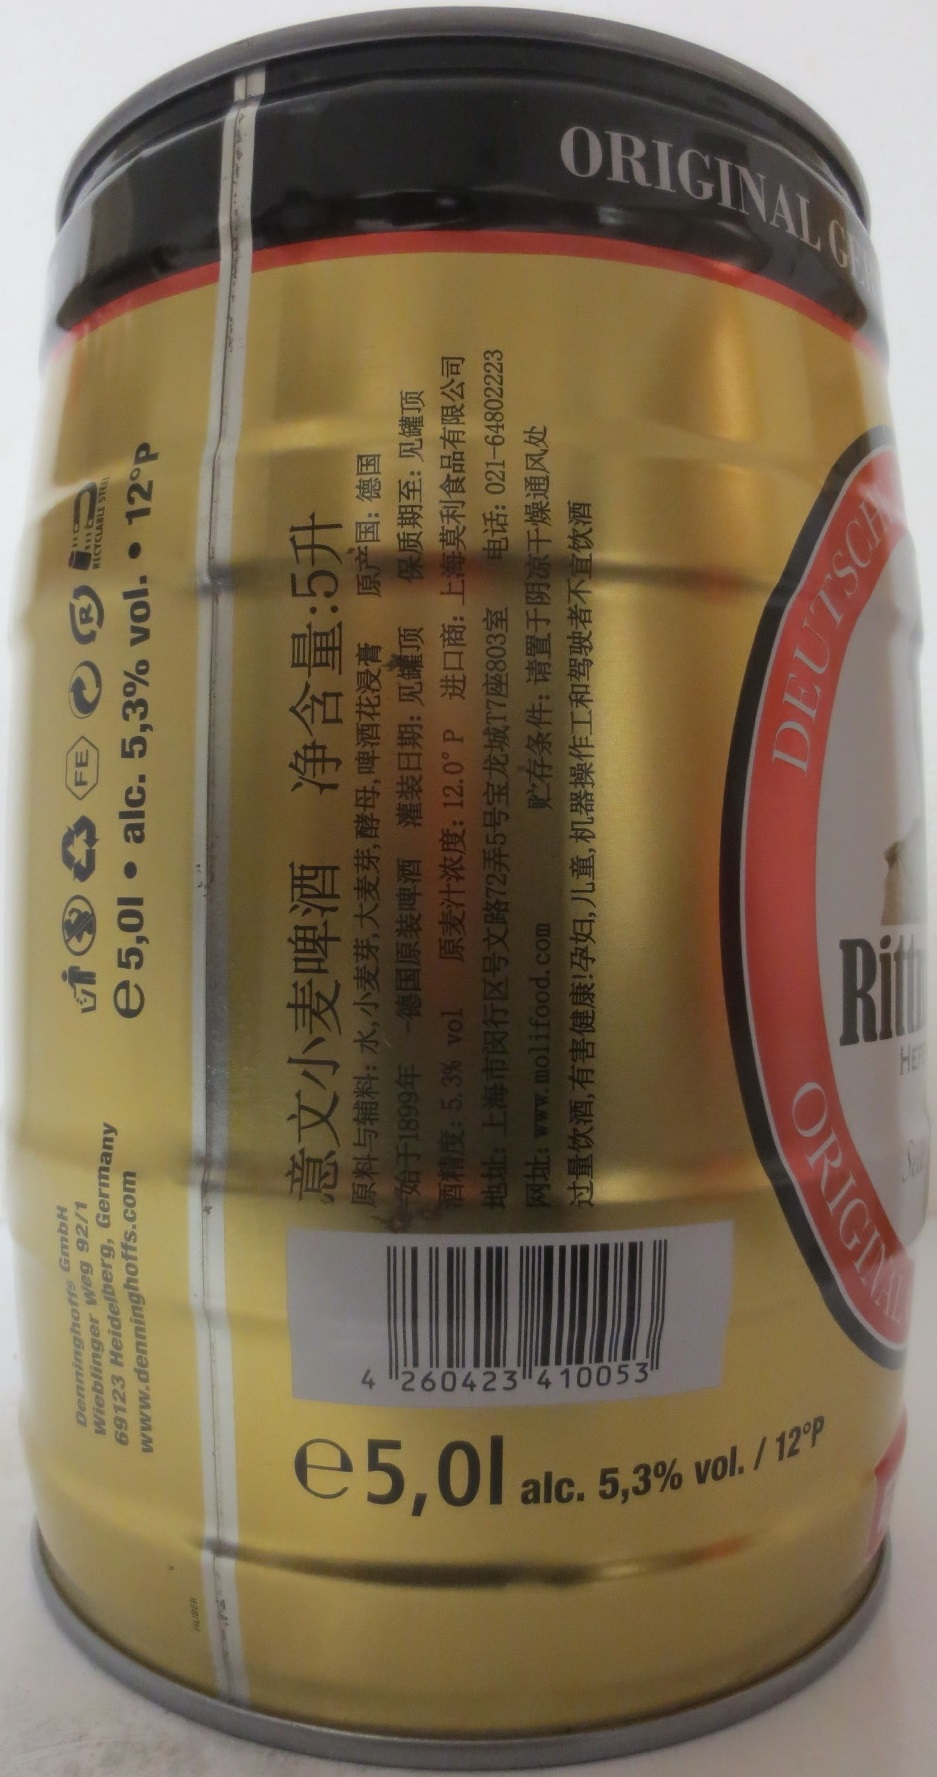 ORIGINAL
RECYCLABLE STEEL
FE
e 5,0l • alc. 5,3% vol. • 12°P
Denninghoffs GmbH
Wieblinger Weg 92/1
69123 Heidelberg, Germany
www.denninghoffs.com
意文小麦啤酒 净含量:5升
原料与辅料: 水,小麦芽,大麦芽,酵母,啤酒花浸膏 原产国: 德国
始于1899年 -德国原装啤酒 灌装日期: 见罐顶 保质期至: 见罐顶
酒精度: 5.3% vol 原麦汁浓度: 12.0°P 进口商: 上海莫利食品有限公司
地址: 上海市闵行区号文路72弄5号宝龙城T7座803室 电话: 021-64802223
网址: www.molifood.com 贮存条件: 请置于阴凉干燥通风处
过量饮酒,有害健康!孕妇,儿童,机器操作工和驾驶者不宜饮酒
4 260423 410053
e 5,0l alc. 5,3% vol. / 12°P
HUBER
DEUTSCH
ORIGINAL